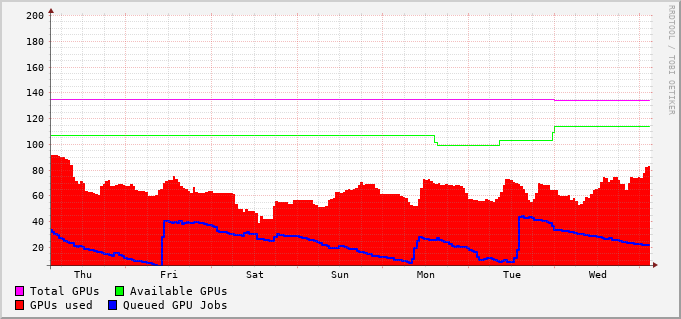 200
180
160
140
120
100
80
60
40
20
Thu Fri Sat Sun Mon Tue Wed
Total GPUs Available GPUs
GPUs used Queued GPU Jobs
RRDTOOL / TOBI OETIKER